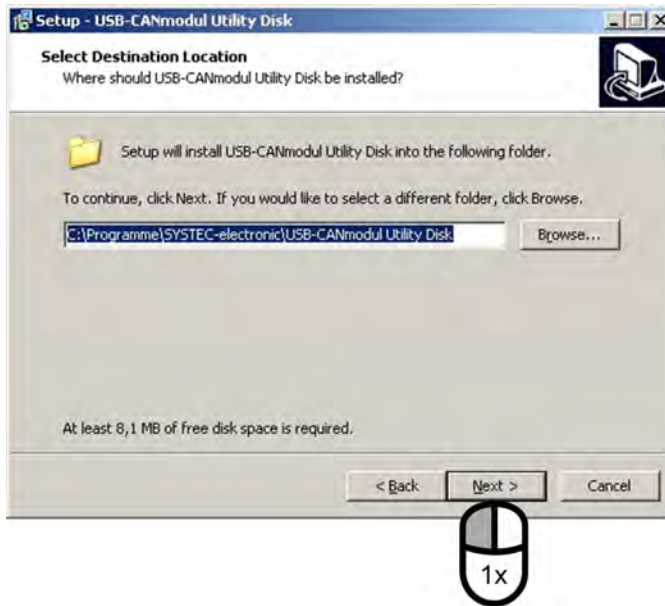 Setup - USB-CANmodul Utility Disk
Select Destination Location
Where should USB-CANmodul Utility Disk be installed?
Setup will install USB-CANmodul Utility Disk into the following folder.
To continue, click Next. If you would like to select a different folder, click Browse.
C:\Programme\SYSTEC-electronic\USB-CANmodul Utility Disk
Browse...
At least 8,1 MB of free disk space is required.
< Back
Next >
Cancel
1x